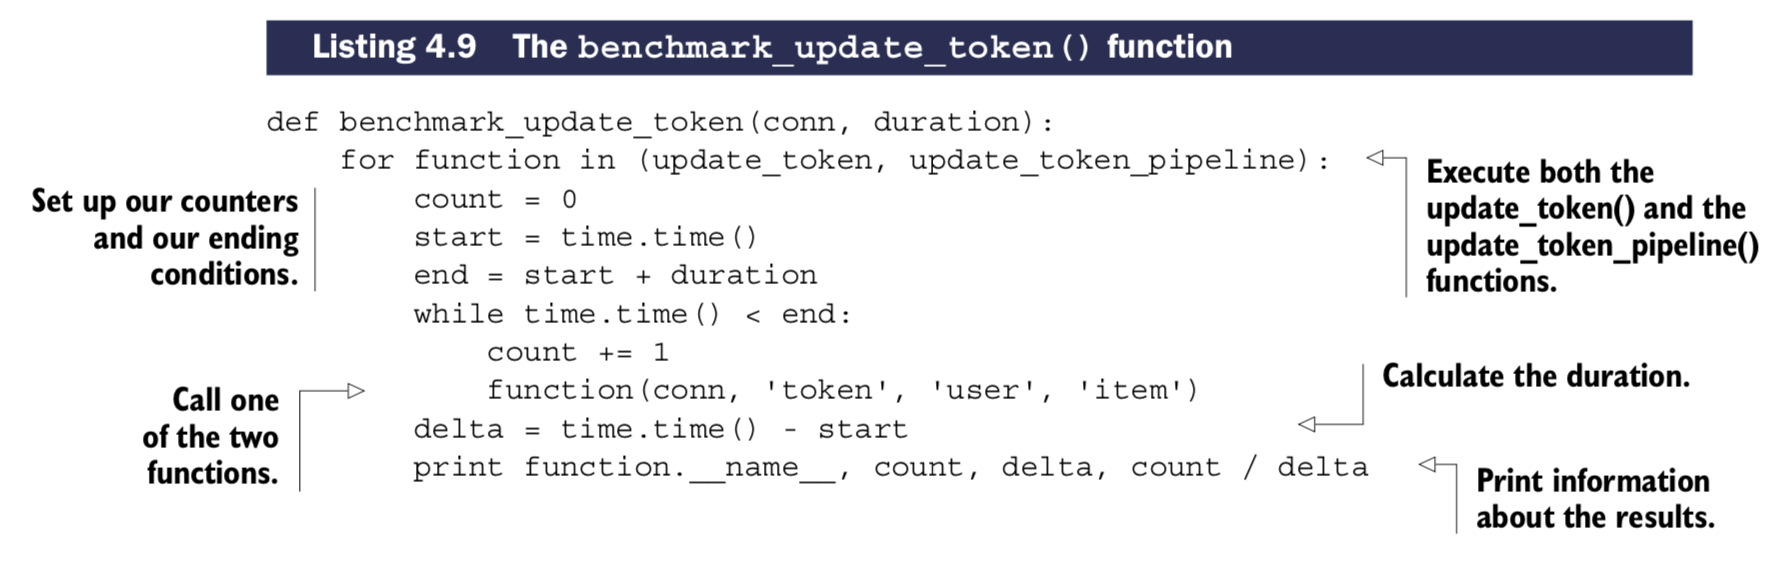 Listing 4.9 The benchmark_update_token() function
def benchmark_update_token(conn, duration):
for function in (update_token, update_token_pipeline):
Execute both the
update_token() and the
update_token_pipeline()
functions.
Set up our counters
and our ending
conditions.
count = 0
start = time.time()
end = start + duration
while time.time() < end:
count += 1
function(conn, 'token', 'user', 'item')
Call one
of the two
functions.
delta = time.time() - start
Calculate the duration.
print function.__name__, count, delta, count / delta
Print information
about the results.